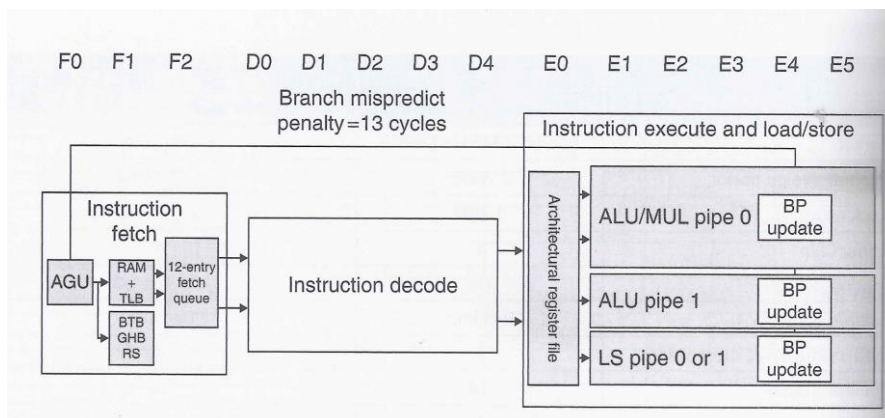 F0 F1 F2 D0 D1 D2 D3 D4 E0 E1 E2 E3 E4 E5
Branch mispredict
penalty=13 cycles
Instruction execute and load/store
Instruction
fetch
AGU
RAM
+
TLB
BTB
GHB
RS
12-entry
fetch
queue
Instruction decode
Architectural register file
ALU/MUL pipe 0
BP
update
ALU pipe 1
BP
update
LS pipe 0 or 1
BP
update